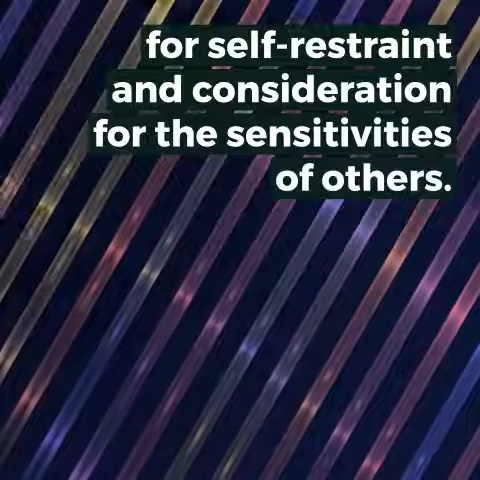 for self-restraint
and consideration
for the sensitivities
of others.